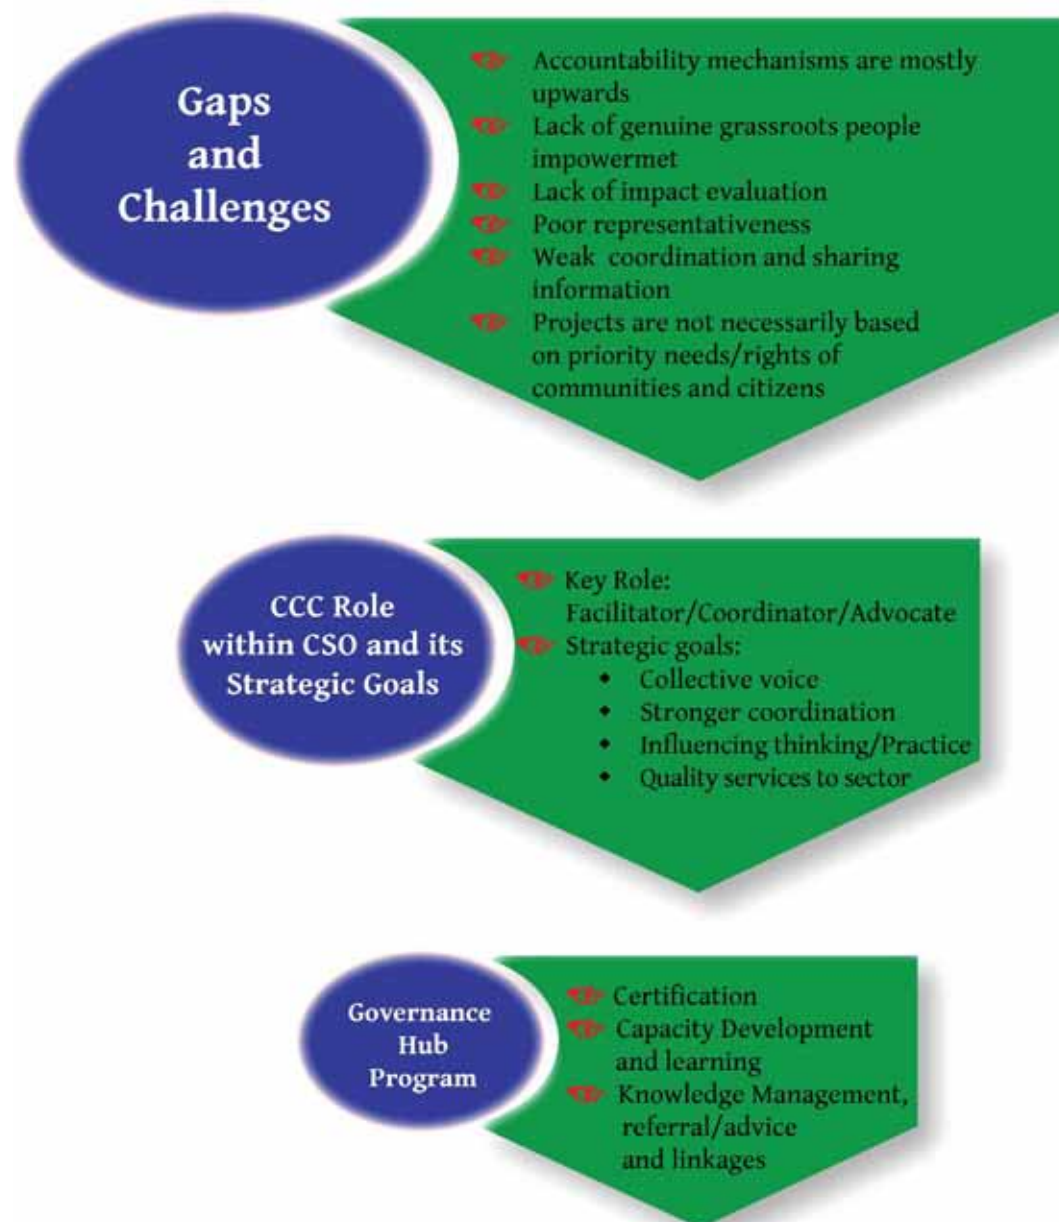 Gaps
and
Challenges
Accountability mechanisms are mostly
upwards
Lack of genuine grassroots people
impowermet
Lack of impact evaluation
Poor representativeness
Weak coordination and sharing
information
Projects are not necessarily based
on priority needs/rights of
communities and citizens
CCC Role
within CSO and its
Strategic Goals
Key Role:
Facilitator/Coordinator/Advocate
Strategic goals:
• Collective voice
• Stronger coordination
• Influencing thinking/Practice
• Quality services to sector
Governance
Hub
Program
Certification
Capacity Development
and learning
Knowledge Management,
referral/advice
and linkages